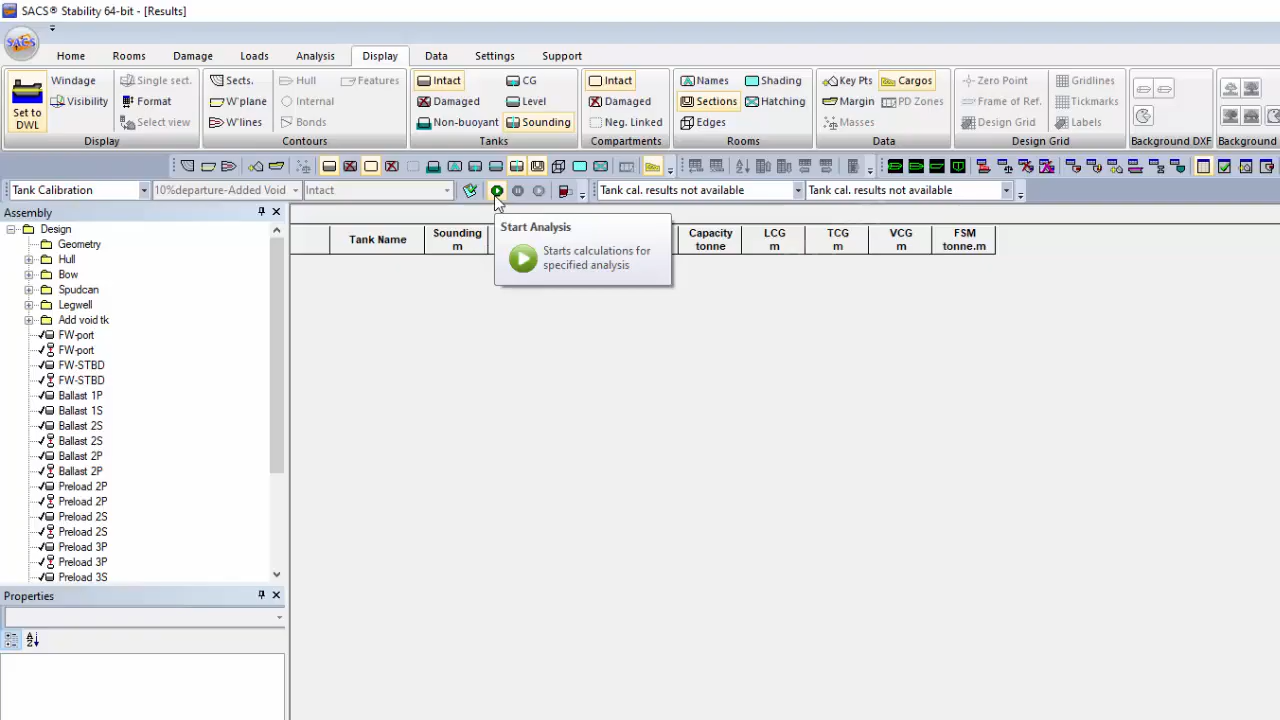 SACS® Stability 64-bit - [Results]
SACS
Home Rooms Damage Loads Analysis Display Data Settings Support
Set to DWL
Windage
Visibility
Single sect.
Format
Select view
Display
Sects.
W'plane
W'lines
Hull
Internal
Bonds
Features
Contours
Intact
Damaged
Non-buoyant
CG
Level
Sounding
Tanks
Intact
Damaged
Neg. Linked
Compartments
Names
Sections
Edges
Shading
Hatching
Rooms
Key Pts
Margin
Masses
Cargos
PD Zones
Data
Zero Point
Frame of Ref.
Design Grid
Gridlines
Tickmarks
Labels
Design Grid
Background DXF
Background
Tank Calibration
10%departure-Added Void
Intact
Tank cal. results not available
Tank cal. results not available
Assembly
Design
Geometry
Hull
Bow
Spudcan
Legwell
Add void tk
FW-port
FW-port
FW-STBD
FW-STBD
Ballast 1P
Ballast 1S
Ballast 2S
Ballast 2S
Ballast 2P
Ballast 2P
Preload 2P
Preload 2P
Preload 2S
Preload 2S
Preload 3P
Preload 3P
Preload 3S
Properties
Tank Name
Sounding
m
Capacity
tonne
LCG
m
TCG
m
VCG
m
FSM
tonne.m
Start Analysis
Starts calculations for
specified analysis